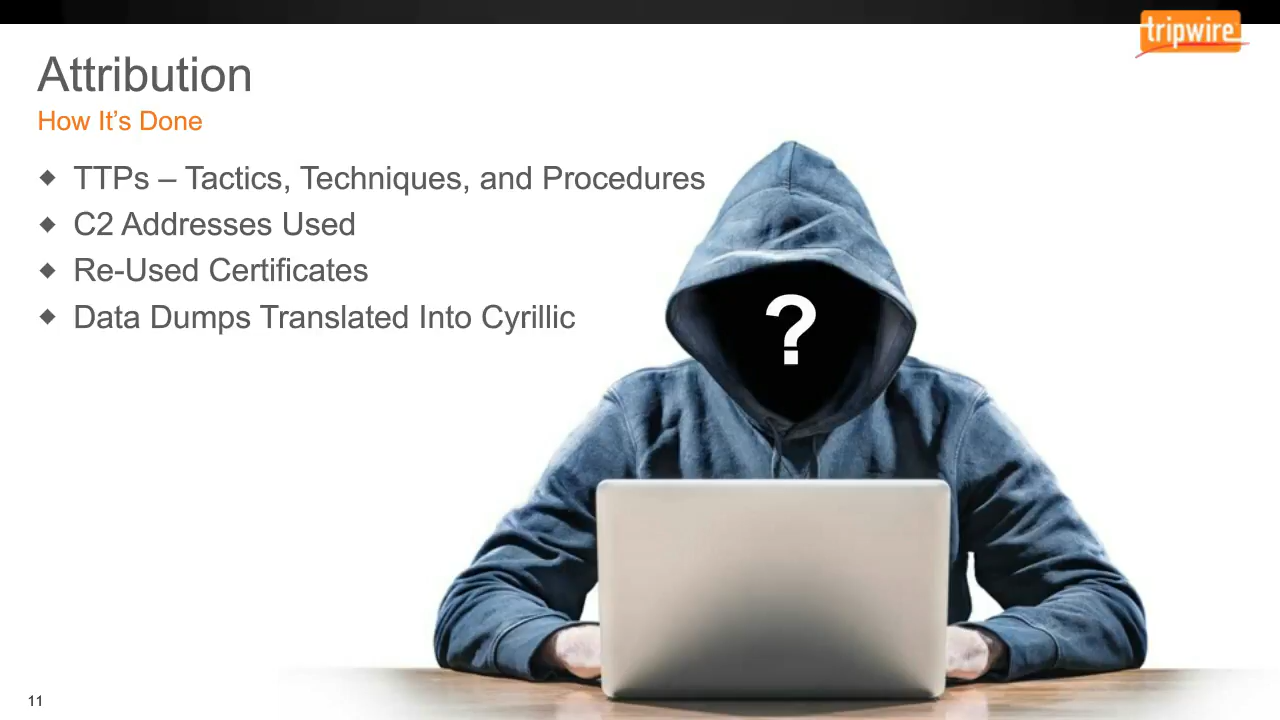 tripwire
Attribution
How It’s Done
◆ TTPs – Tactics, Techniques, and Procedures
◆ C2 Addresses Used
◆ Re-Used Certificates
◆ Data Dumps Translated Into Cyrillic
?
11